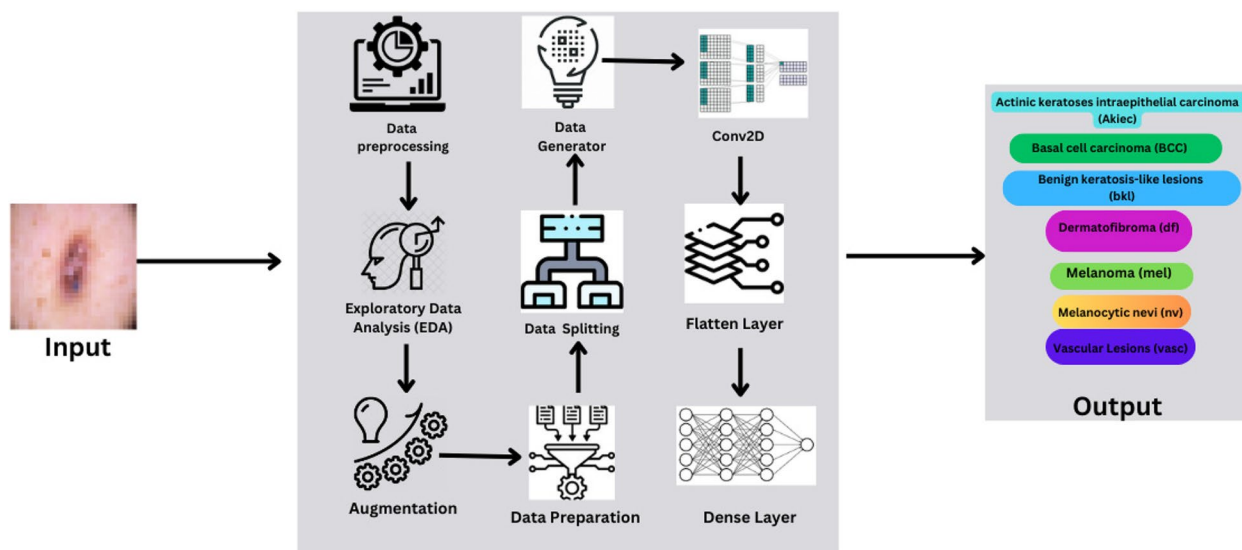 Input
Data
preprocessing
Exploratory Data
Analysis (EDA)
Augmentation
Data Preparation
Data Splitting
Data
Generator
Conv2D
Flatten Layer
Dense Layer
Actinic keratoses intraepithelial carcinoma
(Akiec)
Basal cell carcinoma (BCC)
Benign keratosis-like lesions
(bkl)
Dermatofibroma (df)
Melanoma (mel)
Melanocytic nevi (nv)
Vascular Lesions (vasc)
Output